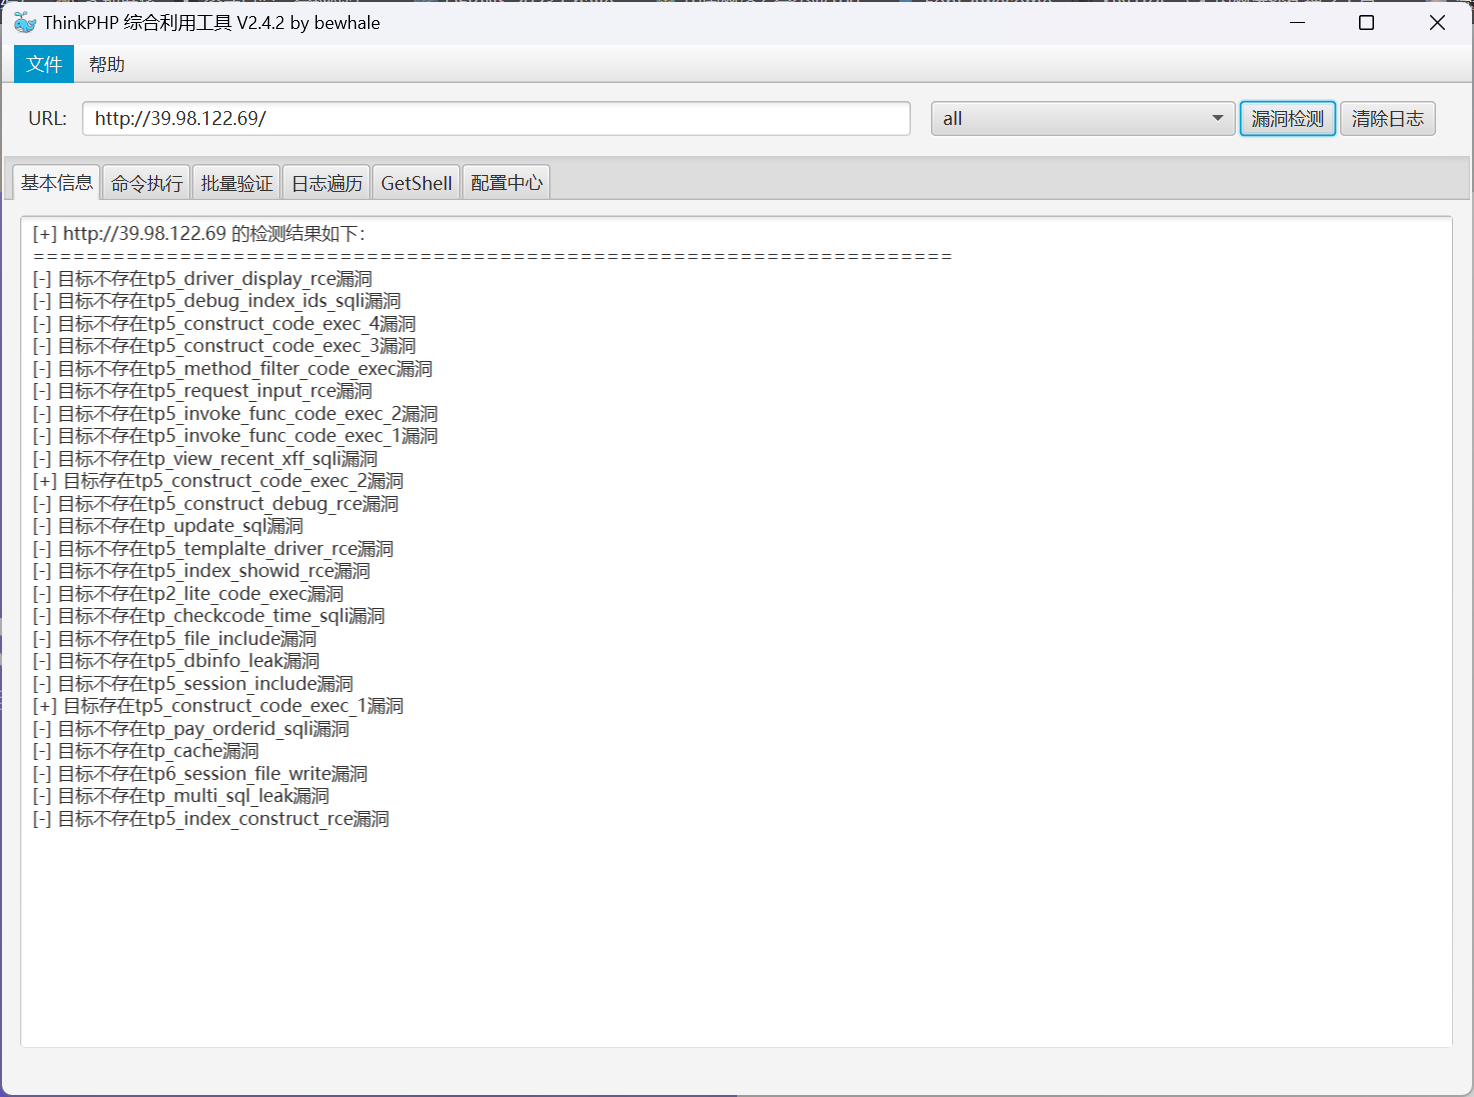 ThinkPHP 综合利用工具 V2.4.2 by bewhale
文件 帮助
URL: http://39.98.122.69/ all 漏洞检测 清除日志
基本信息 命令执行 批量验证 日志遍历 GetShell 配置中心
[+] http://39.98.122.69 的检测结果如下：
=====================================================================
[-] 目标不存在tp5_driver_display_rce漏洞
[-] 目标不存在tp5_debug_index_ids_sqli漏洞
[-] 目标不存在tp5_construct_code_exec_4漏洞
[-] 目标不存在tp5_construct_code_exec_3漏洞
[-] 目标不存在tp5_method_filter_code_exec漏洞
[-] 目标不存在tp5_request_input_rce漏洞
[-] 目标不存在tp5_invoke_func_code_exec_2漏洞
[-] 目标不存在tp5_invoke_func_code_exec_1漏洞
[-] 目标不存在tp_view_recent_xff_sqli漏洞
[+] 目标存在tp5_construct_code_exec_2漏洞
[-] 目标不存在tp5_construct_debug_rce漏洞
[-] 目标不存在tp_update_sql漏洞
[-] 目标不存在tp5_templalte_driver_rce漏洞
[-] 目标不存在tp5_index_showid_rce漏洞
[-] 目标不存在tp2_lite_code_exec漏洞
[-] 目标不存在tp_checkcode_time_sqli漏洞
[-] 目标不存在tp5_file_include漏洞
[-] 目标不存在tp5_dbinfo_leak漏洞
[-] 目标不存在tp5_session_include漏洞
[+] 目标存在tp5_construct_code_exec_1漏洞
[-] 目标不存在tp_pay_orderid_sqli漏洞
[-] 目标不存在tp_cache漏洞
[-] 目标不存在tp6_session_file_write漏洞
[-] 目标不存在tp_multi_sql_leak漏洞
[-] 目标不存在tp5_index_construct_rce漏洞